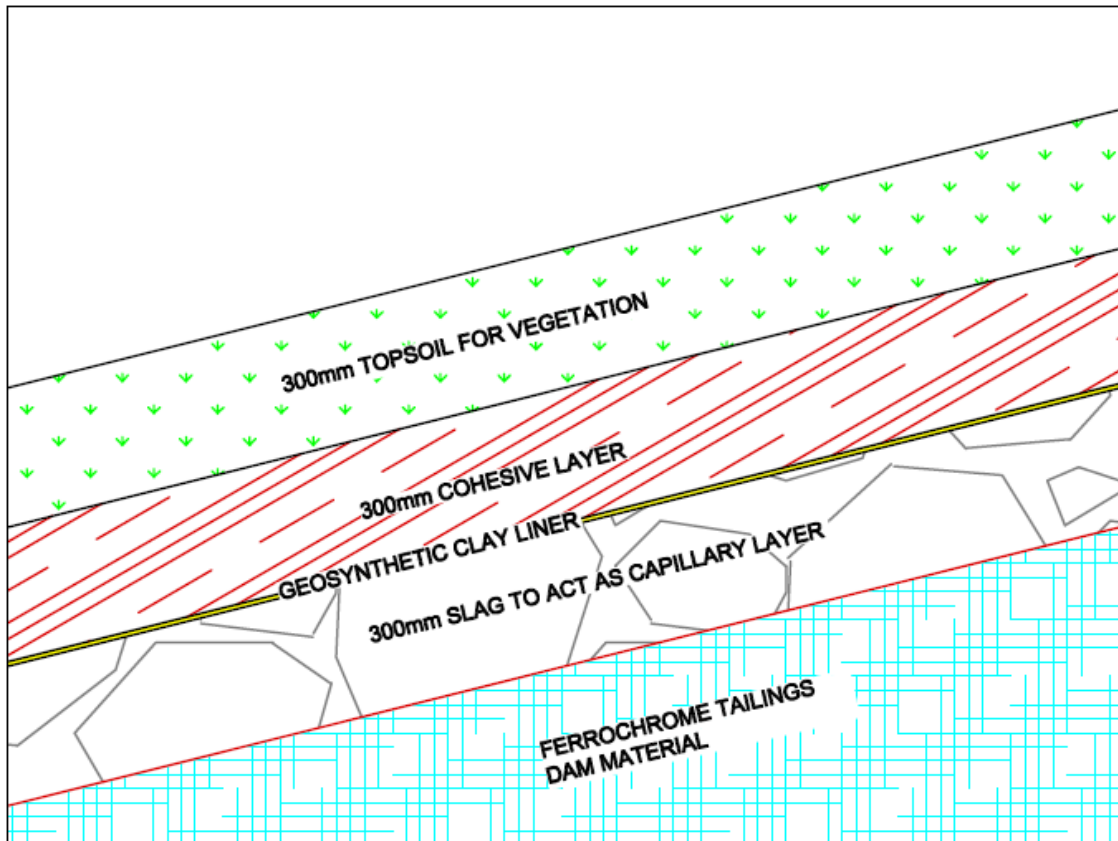 300mm TOPSOIL FOR VEGETATION
300mm COHESIVE LAYER
GEOSYNTHETIC CLAY LINER
300mm SLAG TO ACT AS CAPILLARY LAYER
FERROCHROME TAILINGS
DAM MATERIAL